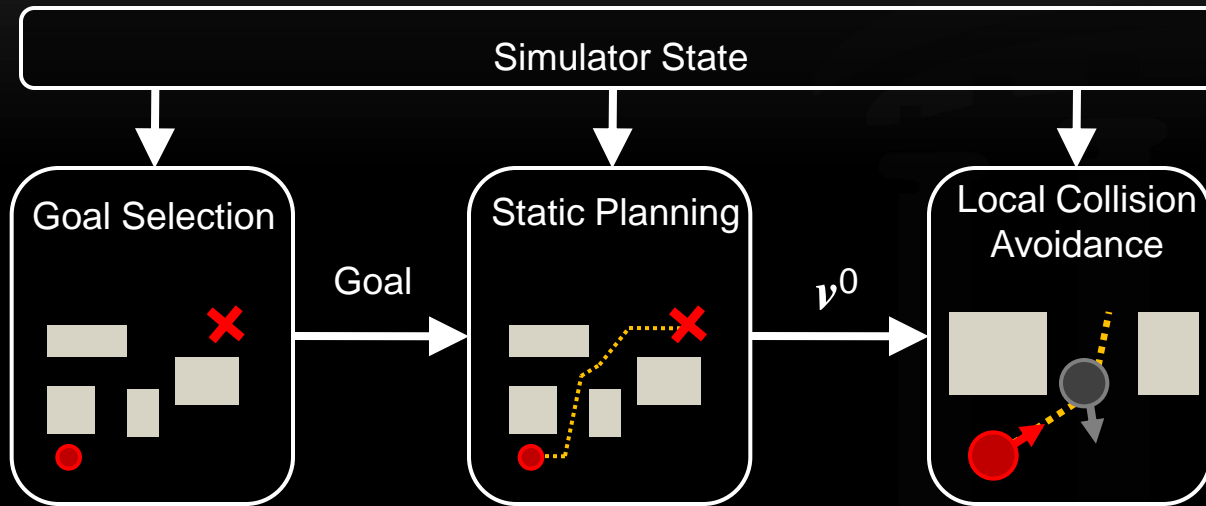 Simulator State
Goal Selection
Static Planning
Local Collision
Avoidance
Goal
v⁰